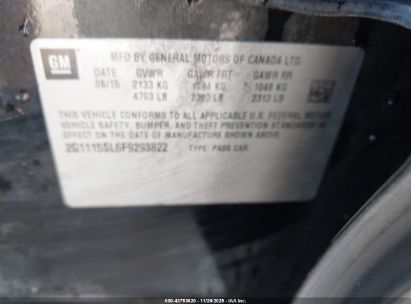 GM
MFD BY GENERAL MOTORS OF CANADA LTD.
DATE GVWR GAWR FRT GAWR RR
06/15 2133 KG 1084 KG 1049 KG
4703 LB 2390 LB 2313 LB
THIS VEHICLE CONFORMS TO ALL APPLICABLE U.S. FEDERAL MOTOR
VEHICLE SAFETY, BUMPER, AND THEFT PREVENTION STANDARDS
IN EFFECT ON THE DATE OF MANUFACTURE SHOWN ABOVE.
2G1115SL6F9293822 TYPE: PASS CAR